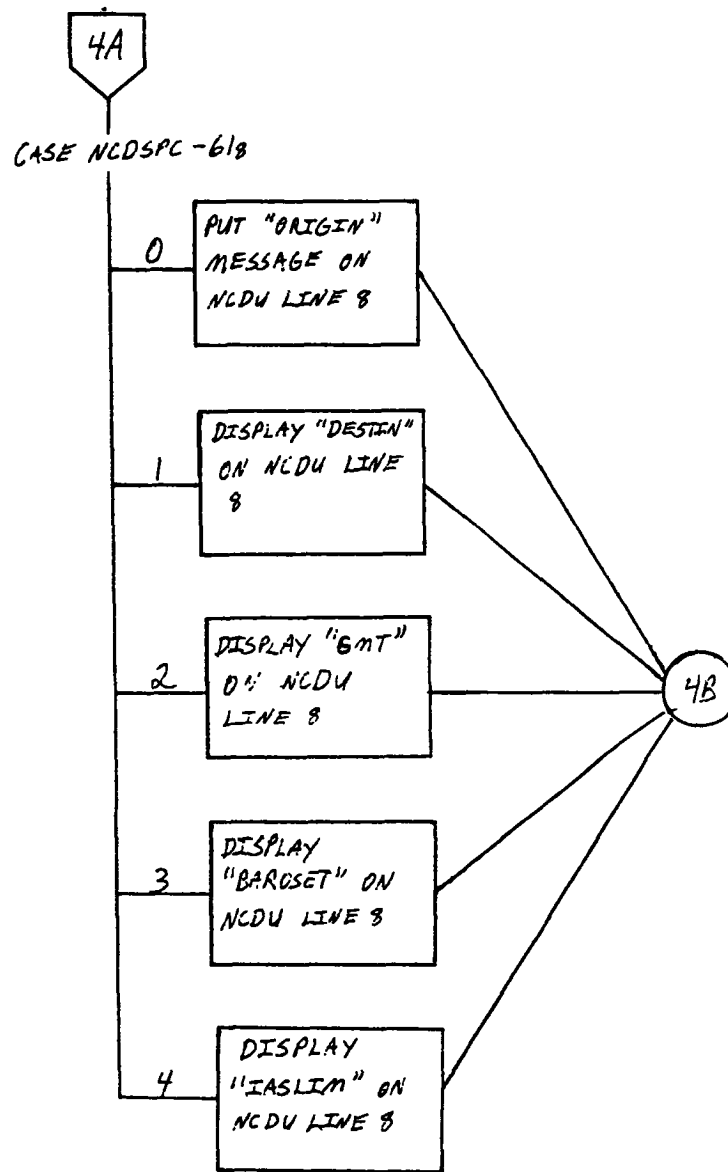 4A
CASE NCDSPC - 61₈
0
PUT "ORIGIN"
MESSAGE ON
NCDU LINE 8
1
DISPLAY "DESTIN"
ON NCDU LINE
8
2
DISPLAY "GMT"
ON NCDU
LINE 8
4B
3
DISPLAY
"BAROSET" ON
NCDU LINE 8
4
DISPLAY
"IASLIM" ON
NCDU LINE 8